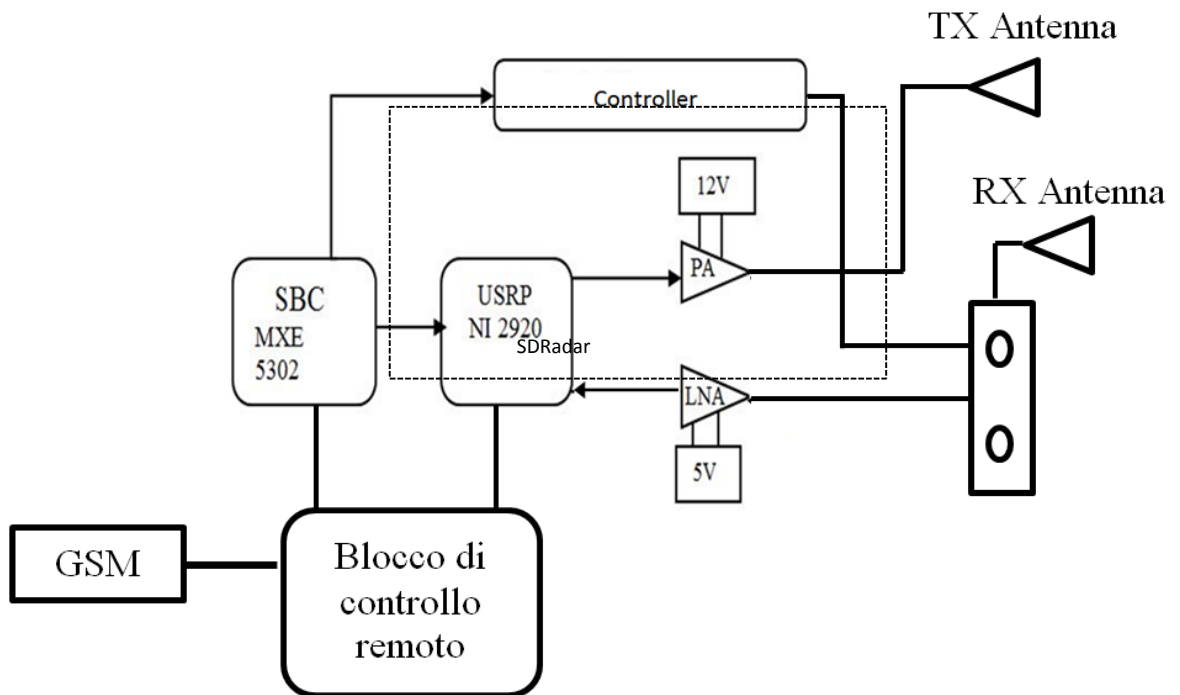 TX Antenna
Controller
12V
RX Antenna
PA
SBC
MXE
5302
USRP
NI 2920
SDRadar
LNA
5V
GSM
Blocco di
controllo
remoto